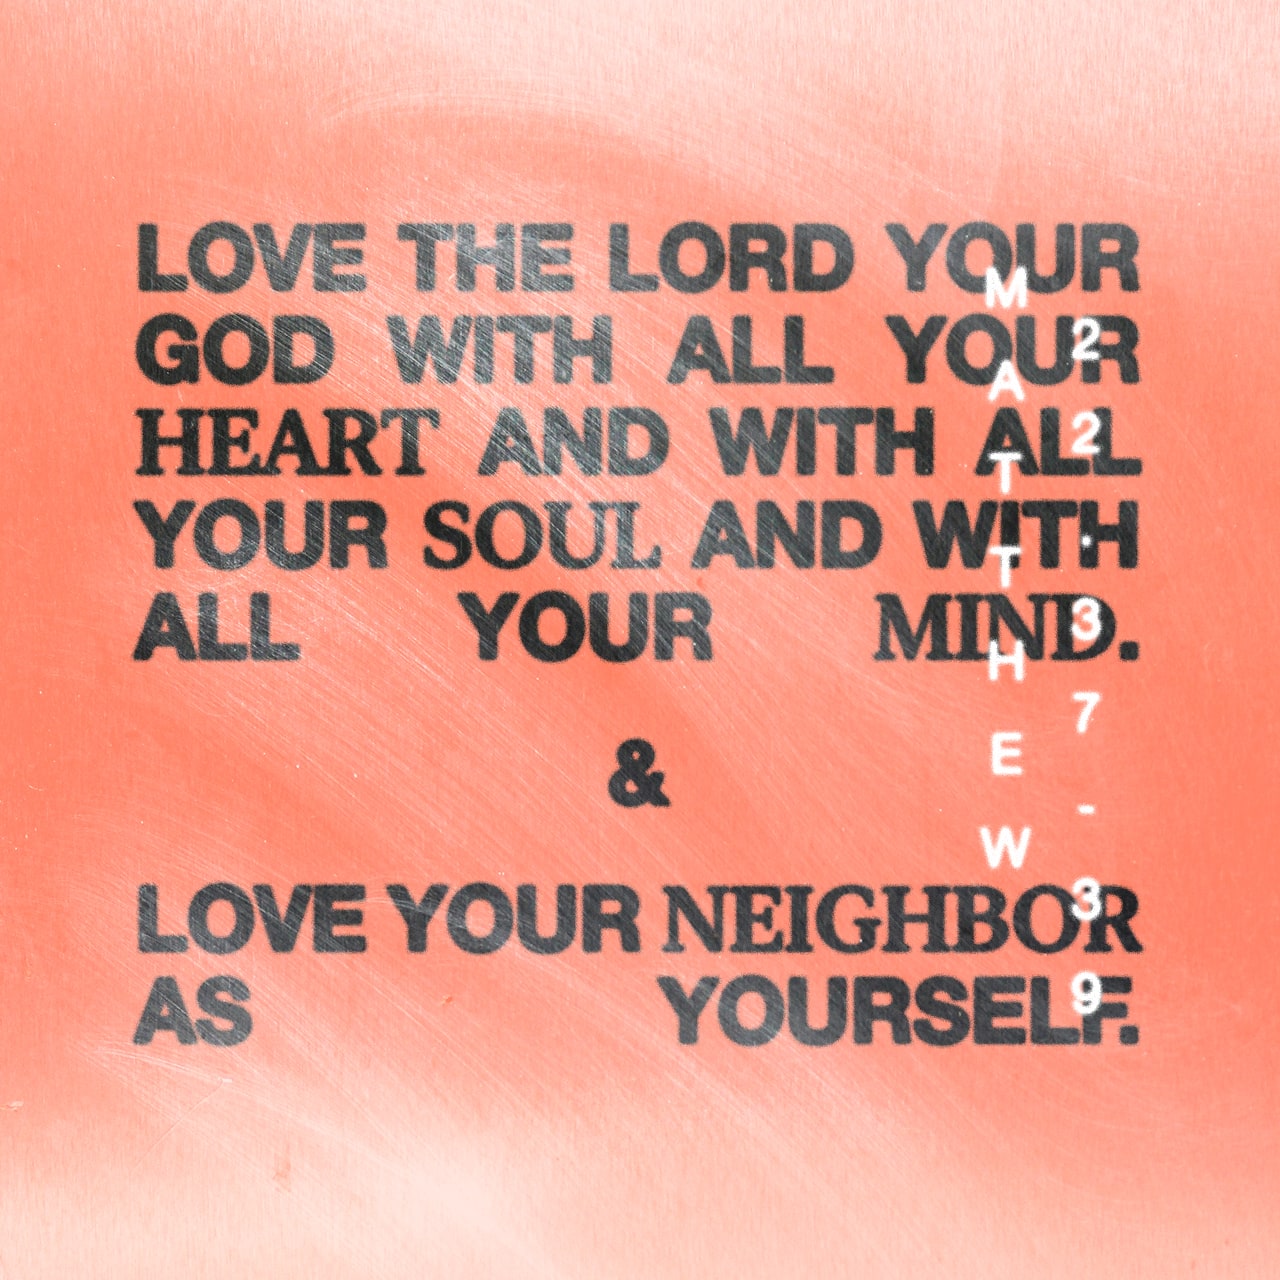 LOVE THE LORD YOUR
GOD WITH ALL YOUR
HEART AND WITH ALL
YOUR SOUL AND WITH
ALL YOUR MIND.
&
LOVE YOUR NEIGHBOR
AS YOURSELF.
MATTHEW
22:37-39